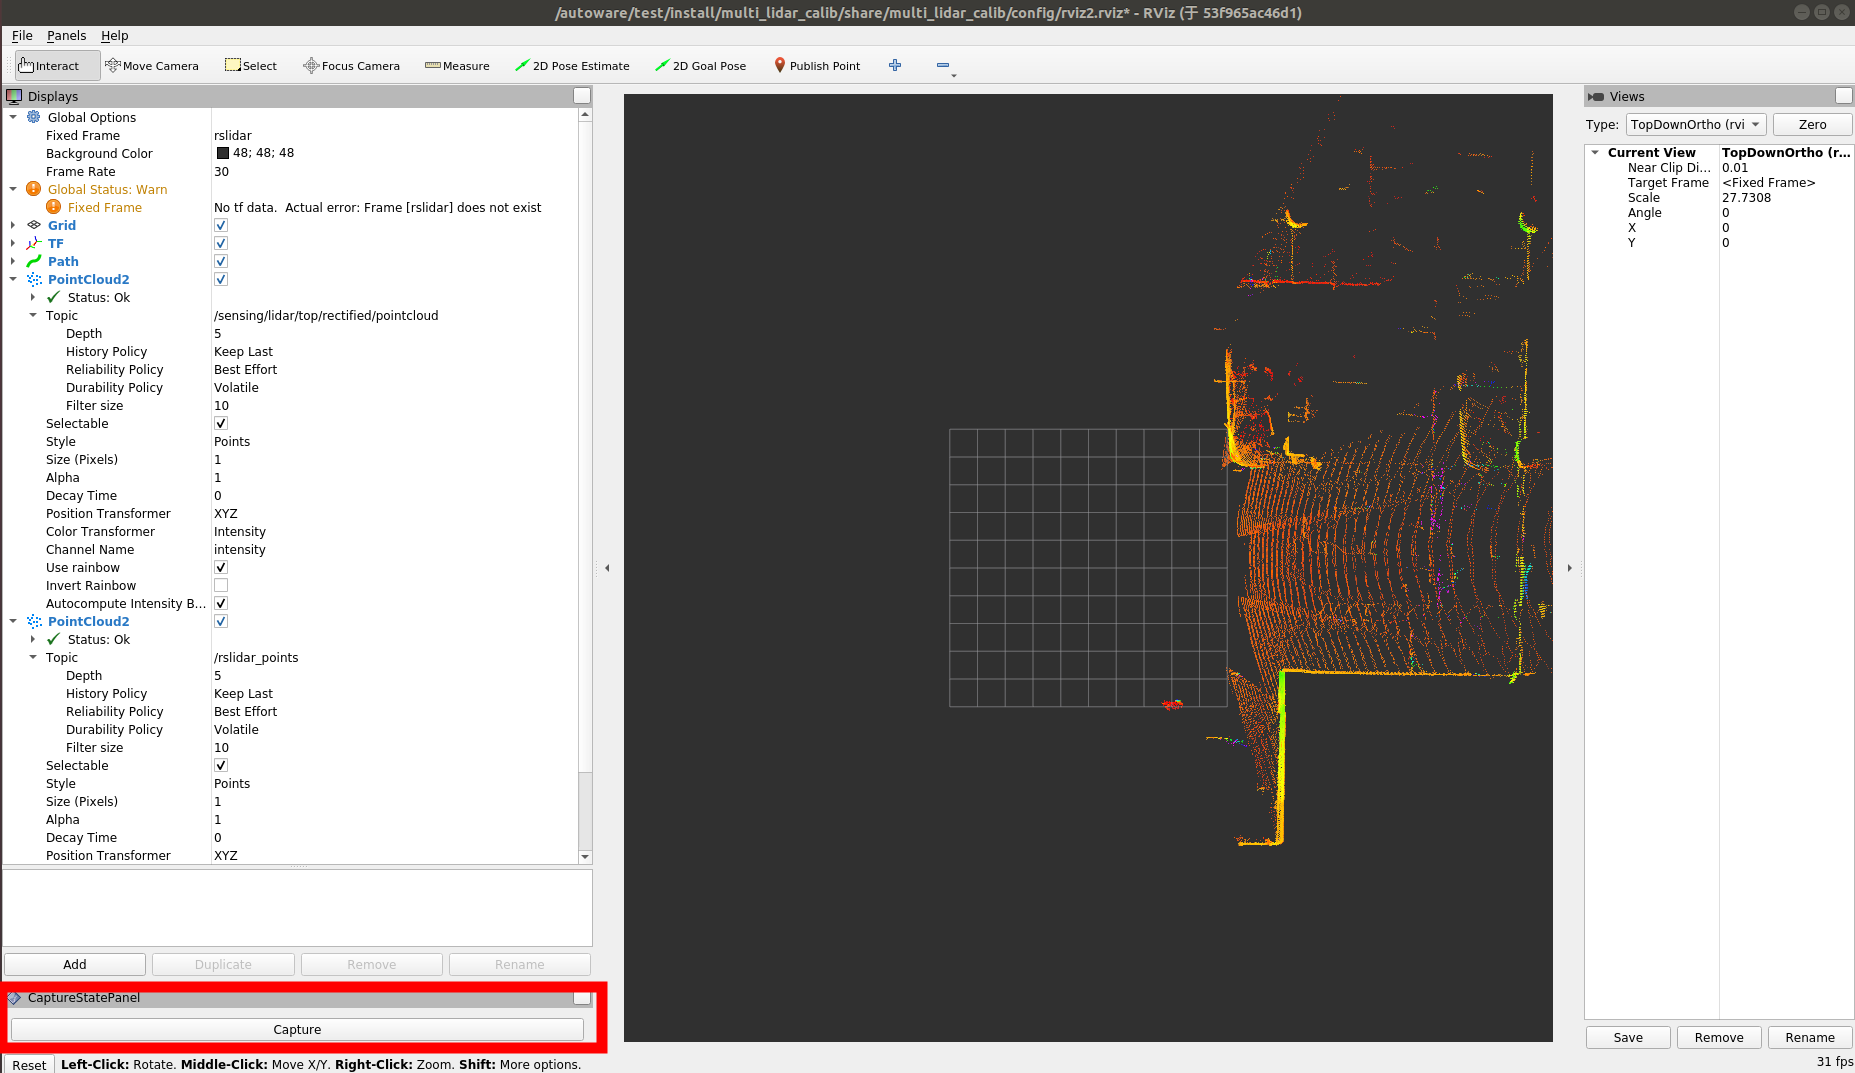 /autoware/test/install/multi_lidar_calib/share/multi_lidar_calib/config/rviz2.rviz* - RViz (于 53f965ac46d1)
File Panels Help
Interact Move Camera Select Focus Camera Measure 2D Pose Estimate 2D Goal Pose Publish Point
Displays
Global Options
Fixed Frame rslidar
Background Color 48; 48; 48
Frame Rate 30
Global Status: Warn
Fixed Frame No tf data.  Actual error: Frame [rslidar] does not exist
Grid
TF
Path
PointCloud2
Status: Ok
Topic /sensing/lidar/top/rectified/pointcloud
Depth 5
History Policy Keep Last
Reliability Policy Best Effort
Durability Policy Volatile
Filter size 10
Selectable
Style Points
Size (Pixels) 1
Alpha 1
Decay Time 0
Position Transformer XYZ
Color Transformer Intensity
Channel Name intensity
Use rainbow
Invert Rainbow
Autocompute Intensity B...
PointCloud2
Status: Ok
Topic /rslidar_points
Depth 5
History Policy Keep Last
Reliability Policy Best Effort
Durability Policy Volatile
Filter size 10
Selectable
Style Points
Size (Pixels) 1
Alpha 1
Decay Time 0
Position Transformer XYZ
Add Duplicate Remove Rename
CaptureStatePanel
Capture
Reset Left-Click: Rotate. Middle-Click: Move X/Y. Right-Click: Zoom. Shift: More options.
Views
Type: TopDownOrtho (rvi Zero
Current View TopDownOrtho (r...
Near Clip Di... 0.01
Target Frame <Fixed Frame>
Scale 27.7308
Angle 0
X 0
Y 0
Save Remove Rename
31 fps